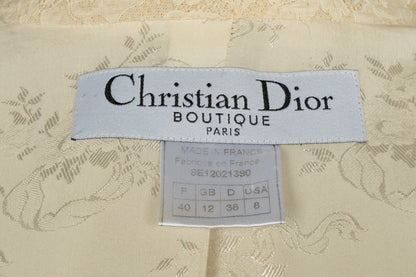 Christian Dior
BOUTIQUE
PARIS
MADE IN FRANCE
Fabriqué en France
8E12021390
F GB D USA
40 12 38 8